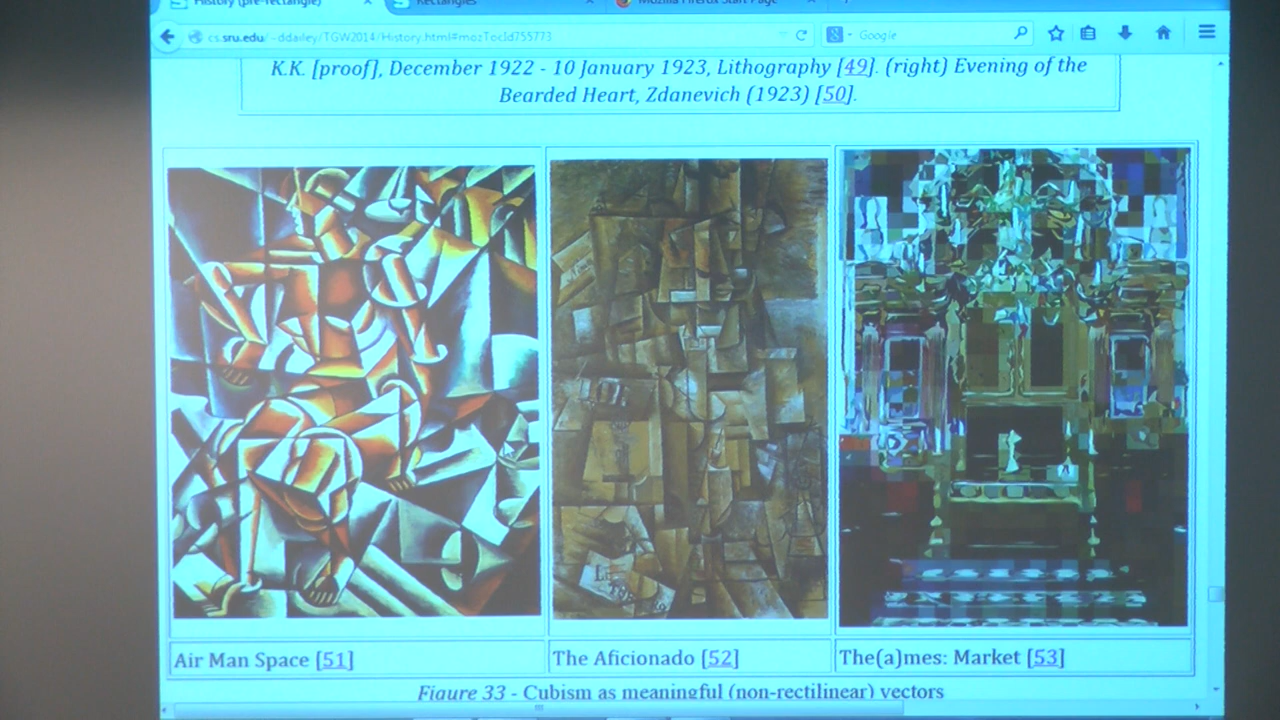 History (pre-rectangle)
Rectangles
Mozilla Firefox Start Page
cs.sru.edu/~ddailey/TGW2014/History.html#mozTocId755773
Google
K.K. [proof], December 1922 - 10 January 1923, Lithography [49]. (right) Evening of the
Bearded Heart, Zdanevich (1923) [50].
Air Man Space [51]
The Aficionado [52]
The(a)mes: Market [53]
Figure 33 - Cubism as meaningful (non-rectilinear) vectors